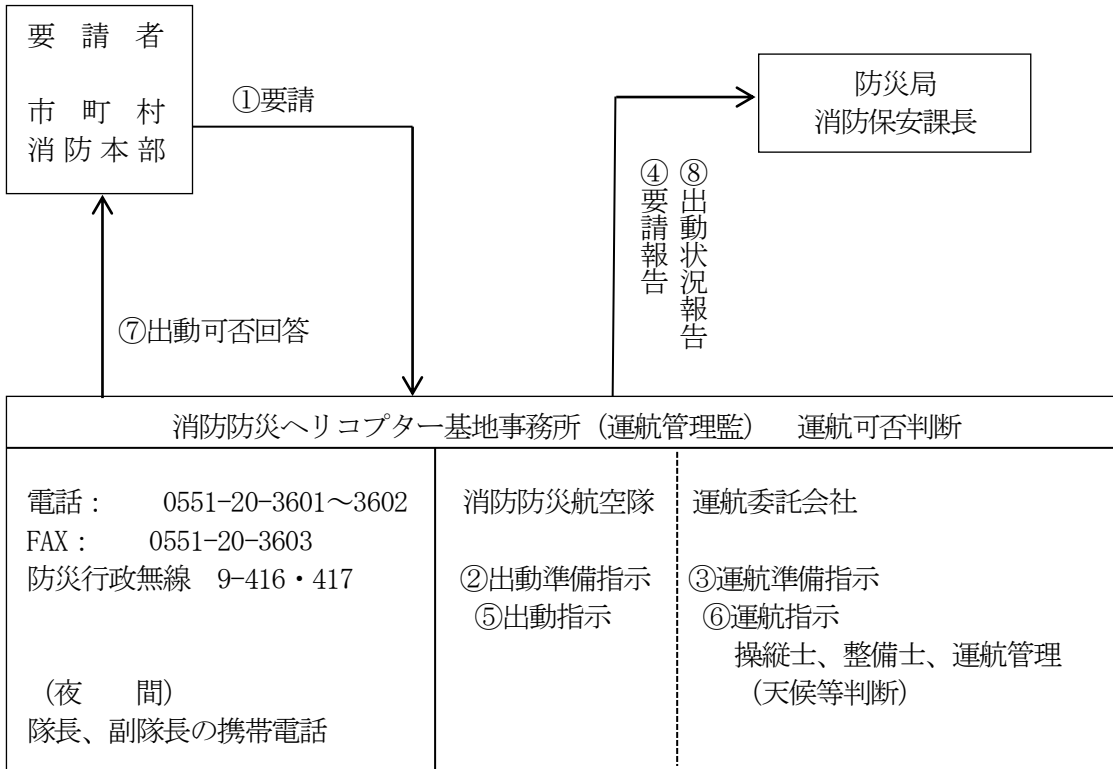 要　請　者
市　町　村
消 防 本 部
①要請
防災局
消防保安課長
④要請報告
⑧出動状況報告
⑦出動可否回答
消防防災ヘリコプター基地事務所（運航管理監）　運航可否判断
電話：　0551-20-3601～3602
FAX：　0551-20-3603
防災行政無線　9-416・417
（夜　　間）
隊長、副隊長の携帯電話
消防防災航空隊
②出動準備指示
⑤出動指示
運航委託会社
③運航準備指示
⑥運航指示
操縦士、整備士、運航管理
（天候等判断）